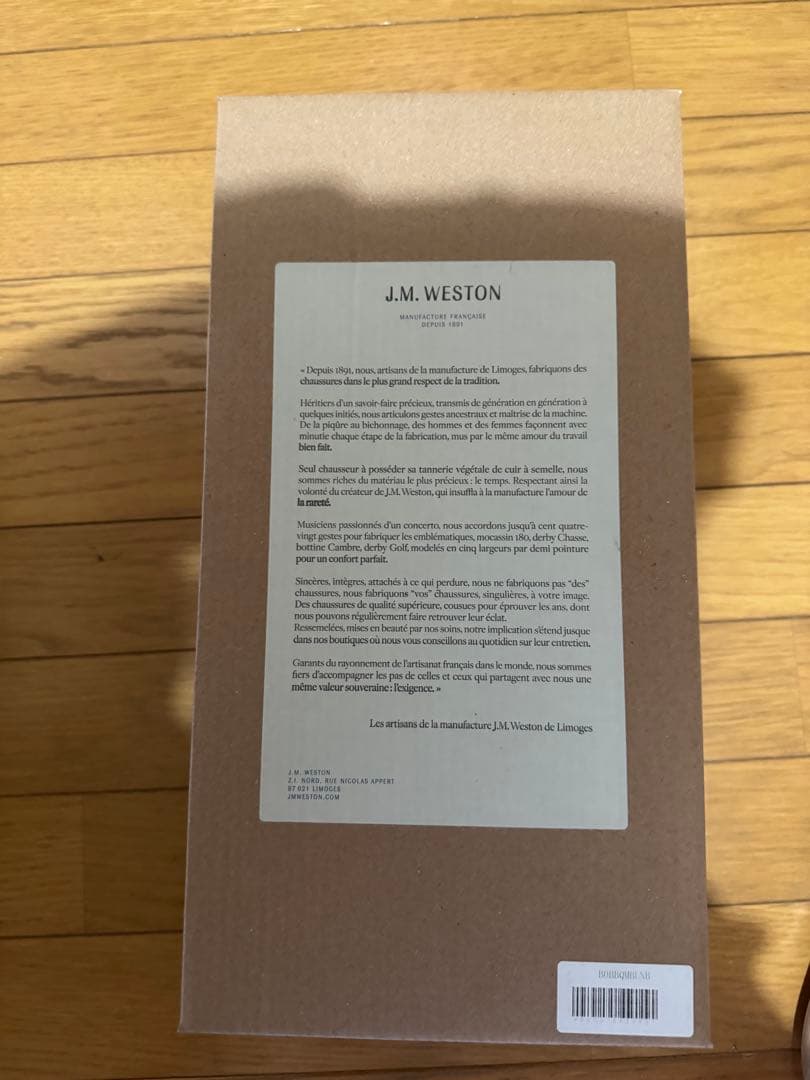 J.M. WESTON
MANUFACTURE FRANÇAISE
DEPUIS 1891
« Depuis 1891, nous, artisans de la manufacture de Limoges, fabriquons des
chaussures dans le plus grand respect de la tradition.
Héritiers d'un savoir-faire précieux, transmis de génération en génération à
quelques initiés, nous articulons gestes ancestraux et maîtrise de la machine.
De la piqûre au bichonnage, des hommes et des femmes façonnent avec
minutie chaque étape de la fabrication, mus par le même amour du travail
bien fait.
Seul chausseur à posséder sa tannerie végétale de cuir à semelle, nous
sommes riches du matériau le plus précieux : le temps. Respectant ainsi la
volonté du créateur de J.M. Weston, qui insuffla à la manufacture l'amour de
la rareté.
Musiciens passionnés d'un concerto, nous accordons jusqu'à cent quatre-
vingt gestes pour fabriquer les emblématiques, mocassin 180, derby Chasse,
bottine Cambre, derby Golf, modelés en cinq largeurs par demi pointure
pour un confort parfait.
Sincères, intègres, attachés à ce qui perdure, nous ne fabriquons pas "des"
chaussures, nous fabriquons "vos" chaussures, singulières, à votre image.
Des chaussures de qualité supérieure, cousues pour éprouver les ans, dont
nous pouvons régulièrement faire retrouver leur éclat.
Ressemelées, mises en beauté par nos soins, notre implication s'étend jusque
dans nos boutiques où nous vous conseillons au quotidien sur leur entretien.
Garants du rayonnement de l'artisanat français dans le monde, nous sommes
fiers d'accompagner les pas de celles et ceux qui partagent avec nous une
même valeur souveraine : l'exigence. »
Les artisans de la manufacture J.M. Weston de Limoges
J.M. WESTON
Z.I. NORD, RUE NICOLAS APPERT
87 021 LIMOGES
JMWESTON.COM